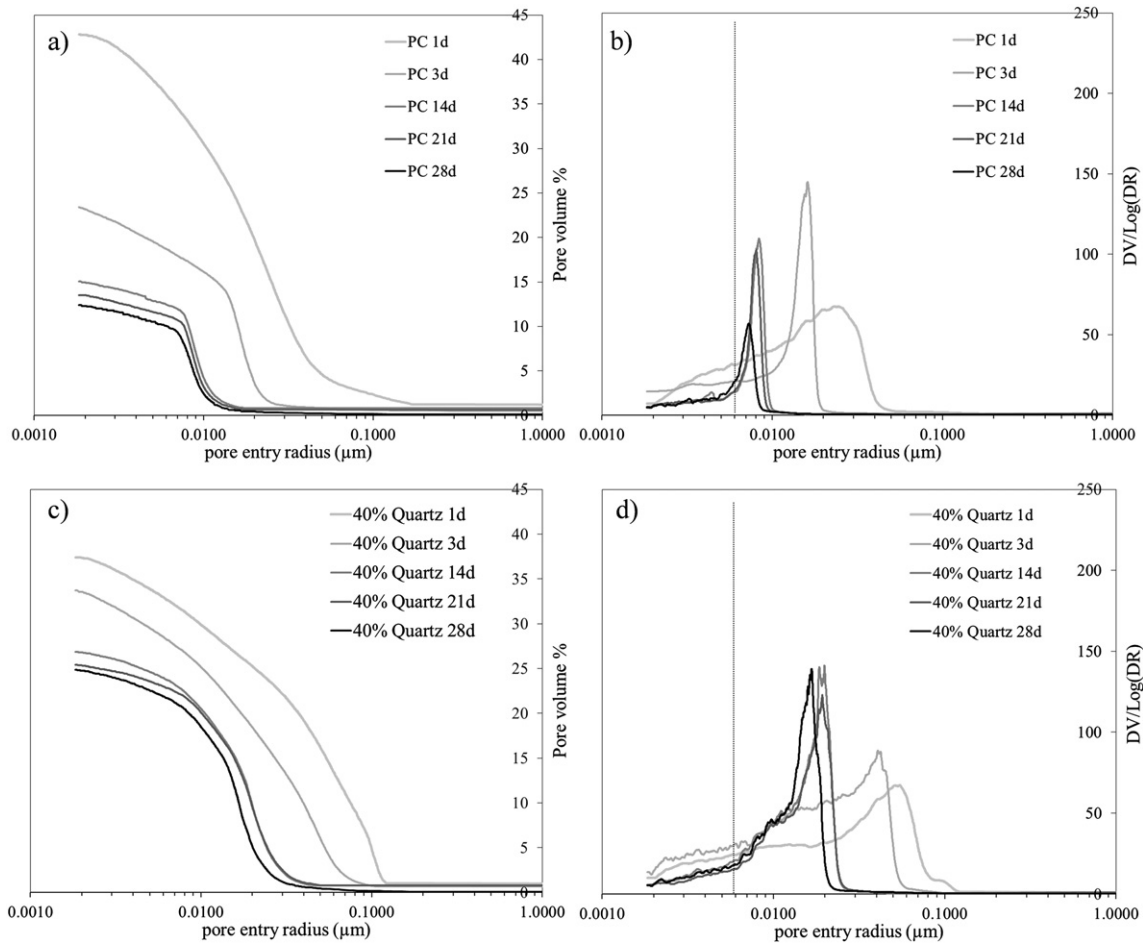 a)
PC 1d
PC 3d
PC 14d
PC 21d
PC 28d
45
40
35
30
25
20
15
10
5
0
Pore volume %
0.0010 0.0100 0.1000 1.0000
pore entry radius (µm)
b)
PC 1d
PC 3d
PC 14d
PC 21d
PC 28d
250
200
150
100
50
0
DV/Log(DR)
0.0010 0.0100 0.1000 1.0000
pore entry radius (µm)
c)
40% Quartz 1d
40% Quartz 3d
40% Quartz 14d
40% Quartz 21d
40% Quartz 28d
45
40
35
30
25
20
15
10
5
0
Pore volume %
0.0010 0.0100 0.1000 1.0000
pore entry radius (µm)
d)
40% Quartz 1d
40% Quartz 3d
40% Quartz 14d
40% Quartz 21d
40% Quartz 28d
250
200
150
100
50
0
DV/Log(DR)
0.0010 0.0100 0.1000 1.0000
pore entry radius (µm)